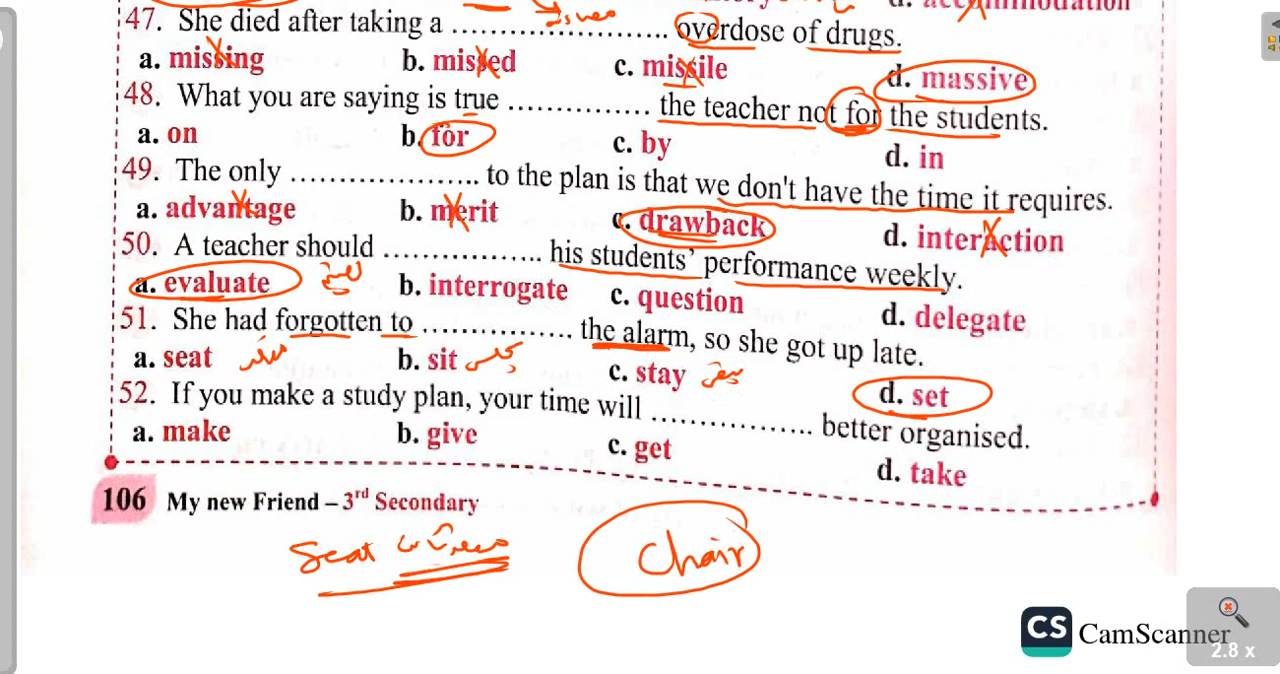 47. She died after taking a ........................ overdose of drugs.
a. missing b. missed c. missile d. massive
48. What you are saying is true ............... the teacher not for the students.
a. on b. for c. by d. in
49. The only .................... to the plan is that we don't have the time it requires.
a. advantage b. merit c. drawback d. interaction
50. A teacher should ................. his students' performance weekly.
a. evaluate b. interrogate c. question d. delegate
51. She had forgotten to ................ the alarm, so she got up late.
a. seat b. sit c. stay d. set
52. If you make a study plan, your time will ................. better organised.
a. make b. give c. get d. take
106 My new Friend – 3rd Secondary
Seat Chair
CS CamScanner
2.8 x